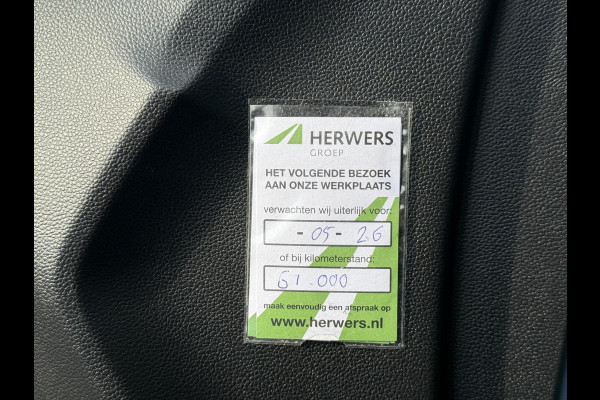 HERWERS
GROEP
HET VOLGENDE BEZOEK
AAN ONZE WERKPLAATS
verwachten wij uiterlijk voor:
- 05 - 26
of bij kilometerstand:
61.000
maak eenvoudig een afspraak op
www.herwers.nl